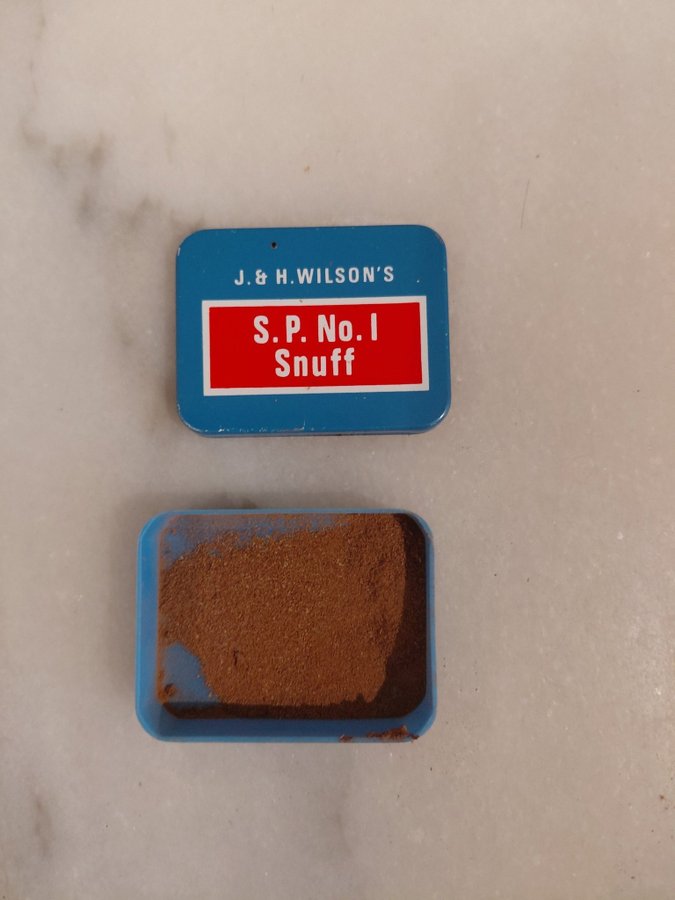 J. & H. WILSON'S
S. P. No. I
Snuff